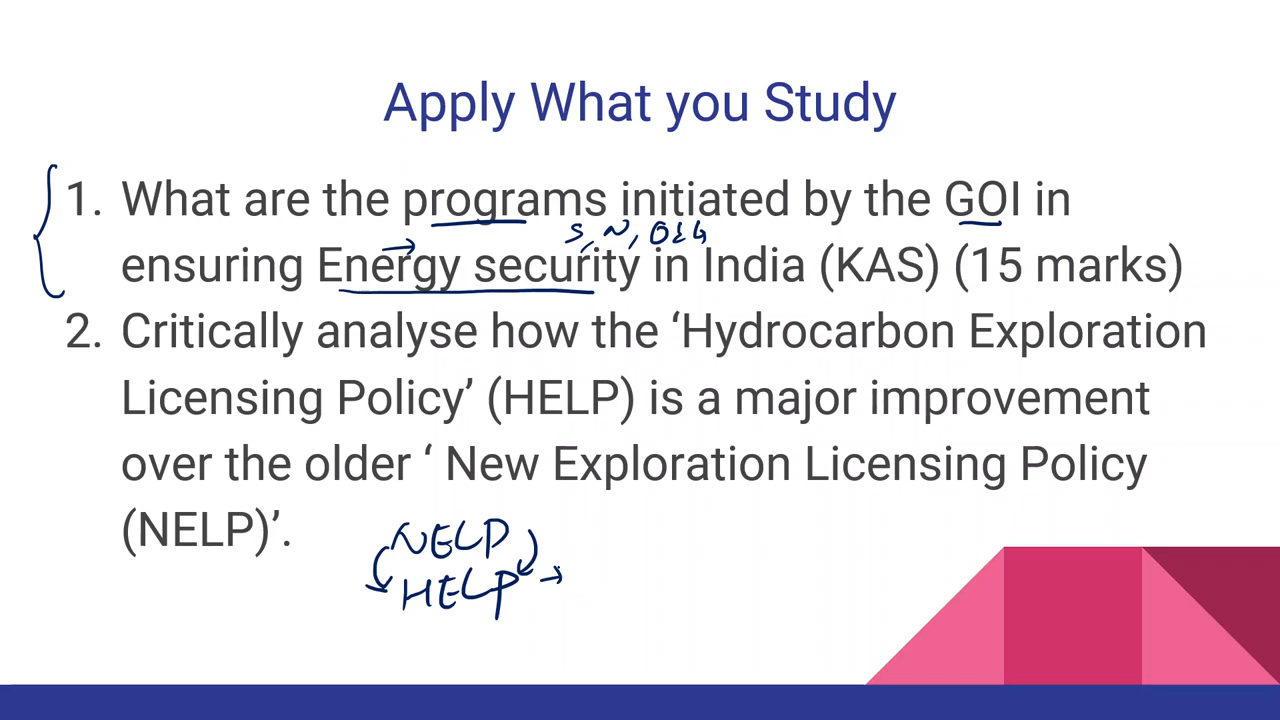 Apply What you Study
1. What are the programs initiated by the GOI in
S, N, O&G
ensuring Energy security in India (KAS) (15 marks)
2. Critically analyse how the ‘Hydrocarbon Exploration
Licensing Policy’ (HELP) is a major improvement
over the older ‘ New Exploration Licensing Policy
(NELP)’.
NELP
HELP